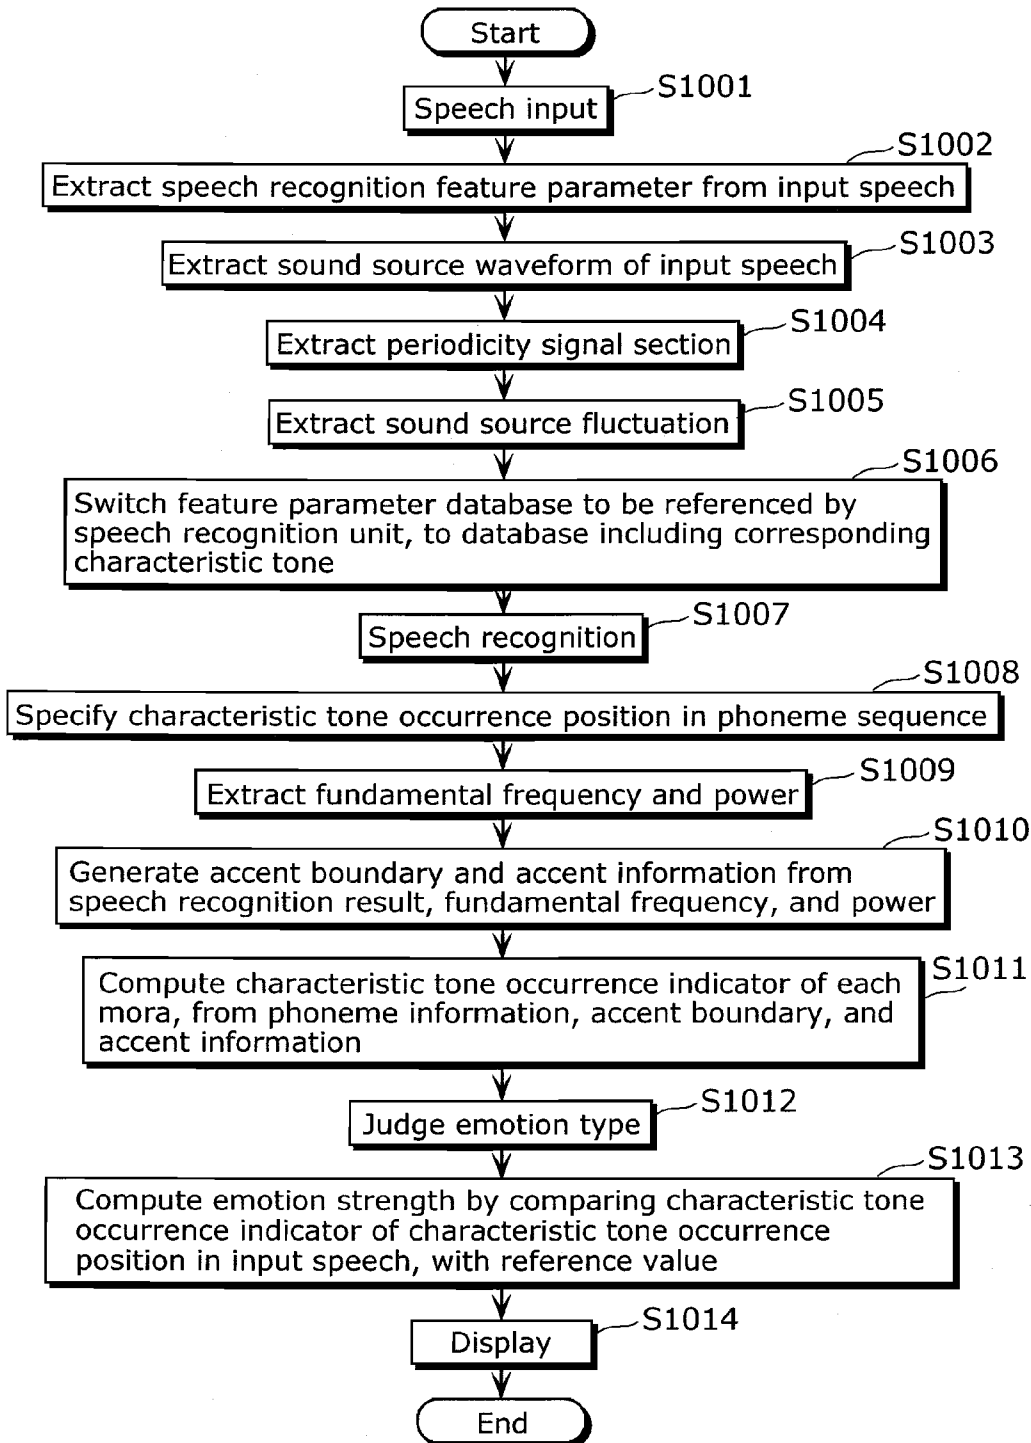 Start
S1001
Speech input
S1002
Extract speech recognition feature parameter from input speech
S1003
Extract sound source waveform of input speech
S1004
Extract periodicity signal section
S1005
Extract sound source fluctuation
S1006
Switch feature parameter database to be referenced by
speech recognition unit, to database including corresponding
characteristic tone
S1007
Speech recognition
S1008
Specify characteristic tone occurrence position in phoneme sequence
S1009
Extract fundamental frequency and power
S1010
Generate accent boundary and accent information from
speech recognition result, fundamental frequency, and power
S1011
Compute characteristic tone occurrence indicator of each
mora, from phoneme information, accent boundary, and
accent information
S1012
Judge emotion type
S1013
Compute emotion strength by comparing characteristic tone
occurrence indicator of characteristic tone occurrence
position in input speech, with reference value
S1014
Display
End